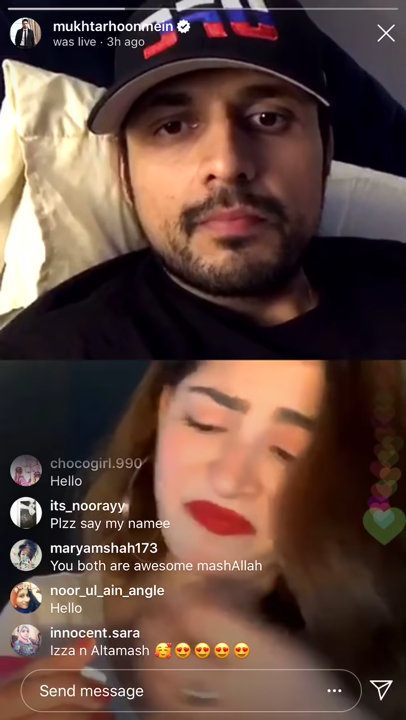 mukhtarhoonmein
was live · 3h ago
chocogirl.990
Hello
its_noorayy
Plzz say my namee
maryamshah173
You both are awesome mashAllah
noor_ul_ain_angle
Hello
innocent.sara
Izza n Altamash 🥰😍😍😍😍
Send message